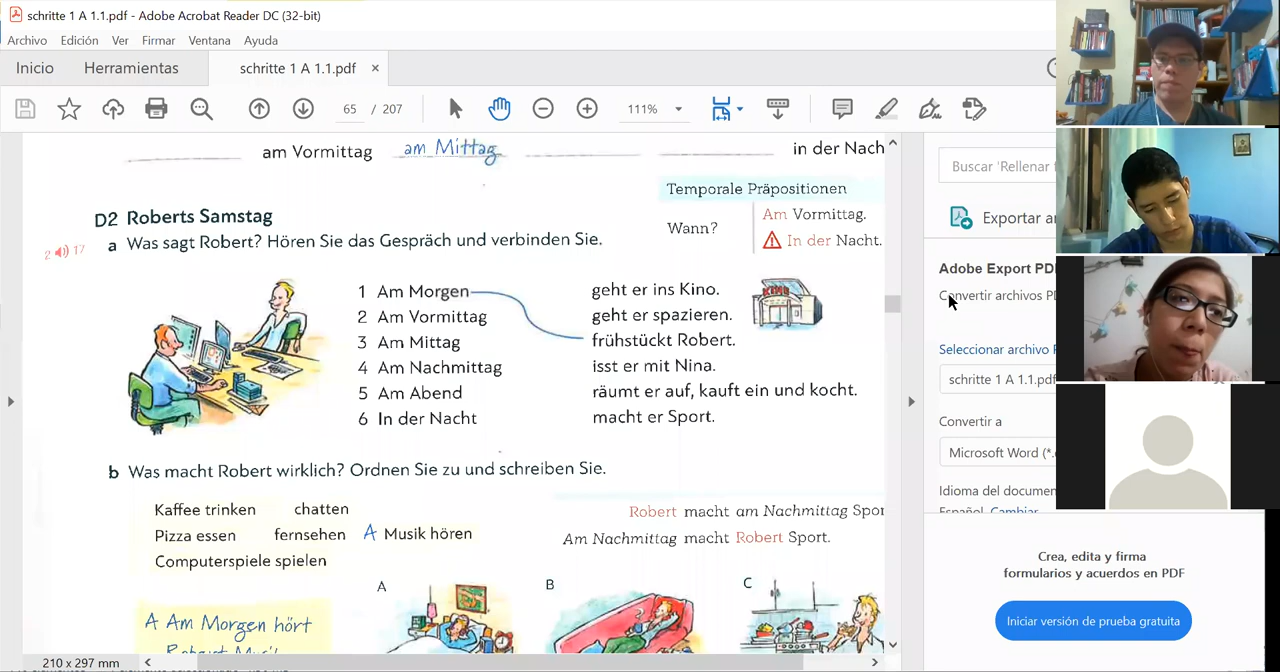 schritte 1 A 1.1.pdf - Adobe Acrobat Reader DC (32-bit)
Archivo Edición Ver Firmar Ventana Ayuda
Inicio Herramientas schritte 1 A 1.1.pdf ×
65 / 207 111%
am Vormittag am Mittag in der Nach
Temporale Präpositionen
Wann? Am Vormittag.
In der Nacht.
D2 Roberts Samstag
a Was sagt Robert? Hören Sie das Gespräch und verbinden Sie.
2 17
1 Am Morgen geht er ins Kino.
2 Am Vormittag geht er spazieren.
3 Am Mittag frühstückt Robert.
4 Am Nachmittag isst er mit Nina.
5 Am Abend räumt er auf, kauft ein und kocht.
6 In der Nacht macht er Sport.
KINO
b Was macht Robert wirklich? Ordnen Sie zu und schreiben Sie.
Kaffee trinken chatten
Pizza essen fernsehen A Musik hören
Computerspiele spielen
Robert macht am Nachmittag Spor
Am Nachmittag macht Robert Sport.
A B C
A Am Morgen hört
Robert
210 x 297 mm
Buscar 'Rellenar
Exportar
Adobe Export PD
Convertir archivos PD
Seleccionar archivo
schritte 1 A 1.1.pdf
Convertir a
Microsoft Word (*.
Idioma del documen
Español Cambiar
Crea, edita y firma
formularios y acuerdos en PDF
Iniciar versión de prueba gratuita